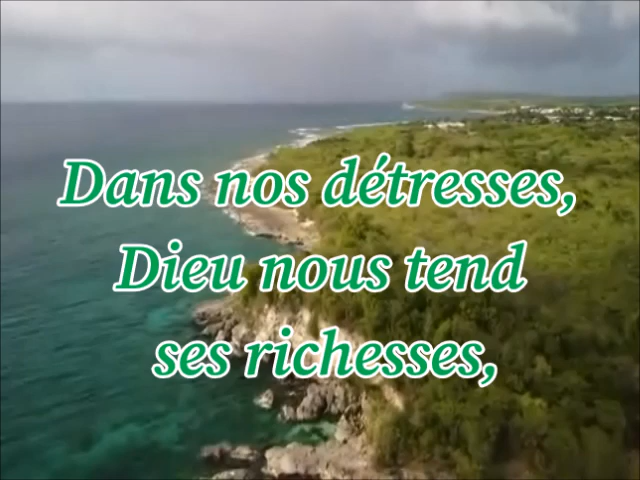 Dans nos détresses,
Dieu nous tend
ses richesses,